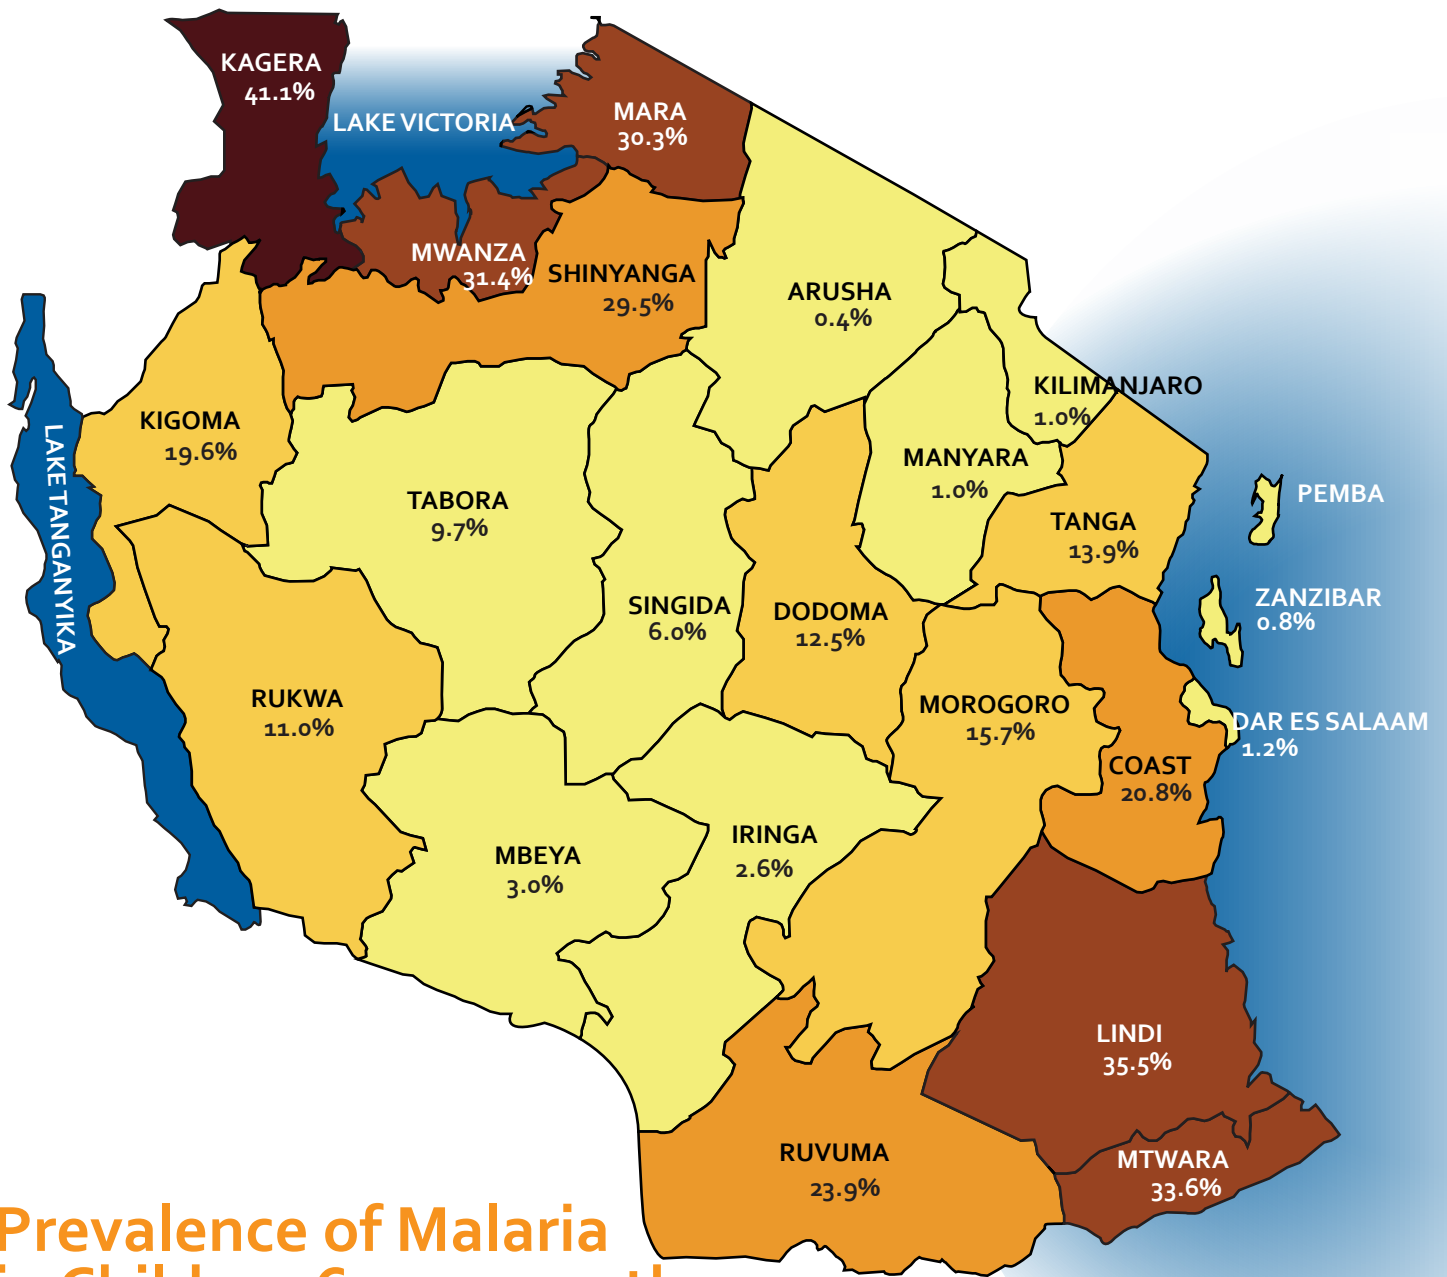 KAGERA
41.1%
LAKE VICTORIA
MARA
30.3%
MWANZA
31.4%
SHINYANGA
29.5%
ARUSHA
0.4%
KILIMANJARO
1.0%
KIGOMA
19.6%
LAKE TANGANYIKA
TABORA
9.7%
MANYARA
1.0%
PEMBA
TANGA
13.9%
SINGIDA
6.0%
DODOMA
12.5%
ZANZIBAR
0.8%
RUKWA
11.0%
MOROGORO
15.7%
DAR ES SALAAM
1.2%
COAST
20.8%
MBEYA
3.0%
IRINGA
2.6%
LINDI
35.5%
RUVUMA
23.9%
MTWARA
33.6%
Prevalence of Malaria